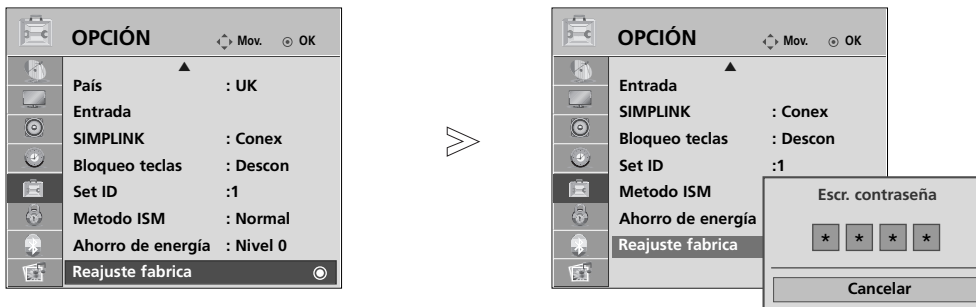 OPCIÓN Mov. OK
País : UK
Entrada
SIMPLINK : Conex
Bloqueo teclas : Descon
Set ID :1
Metodo ISM : Normal
Ahorro de energía : Nivel 0
Reajuste fabrica
OPCIÓN Mov. OK
Entrada
SIMPLINK : Conex
Bloqueo teclas : Descon
Set ID :1
Metodo ISM
Ahorro de energía
Reajuste fabrica
Escr. contraseña
* * * *
Cancelar